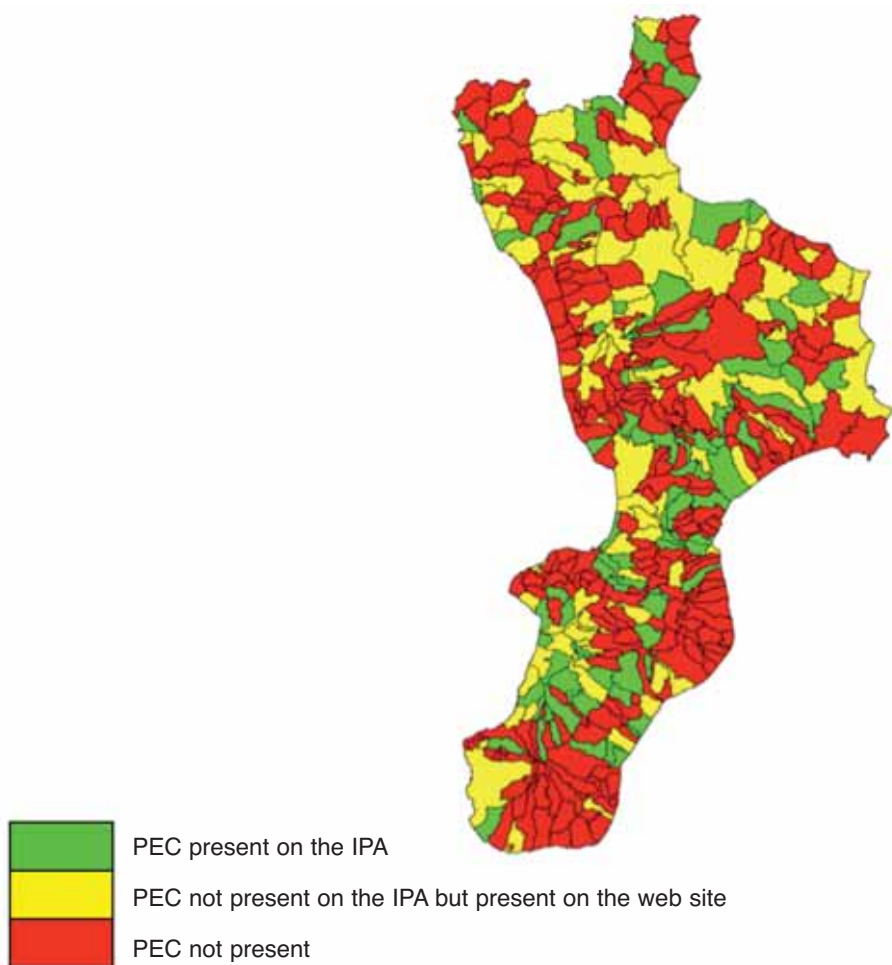 PEC present on the IPA
PEC not present on the IPA but present on the web site
PEC not present